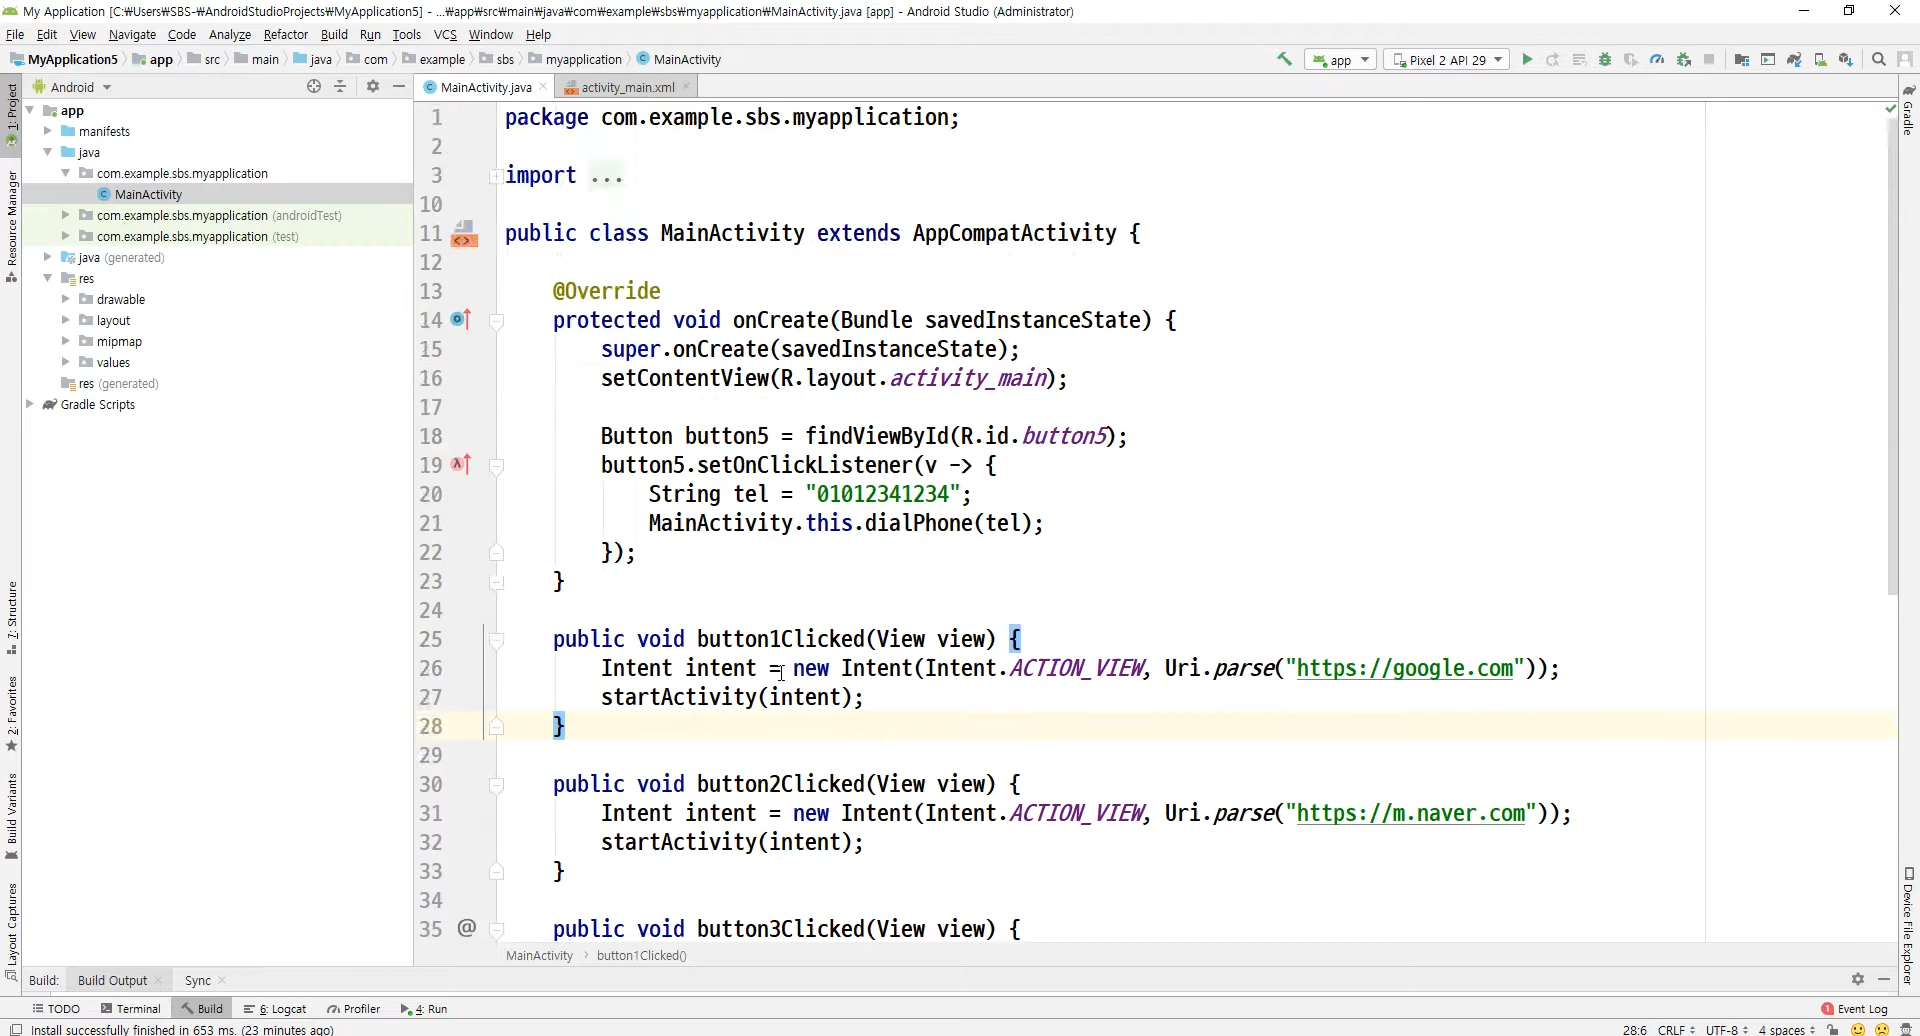 My Application [C:₩Users₩SBS-₩AndroidStudioProjects₩MyApplication5] - ...₩app₩src₩main₩java₩com₩example₩sbs₩myapplication₩MainActivity.java [app] - Android Studio (Administrator)
File Edit View Navigate Code Analyze Refactor Build Run Tools VCS Window Help
MyApplication5 app src main java com example sbs myapplication MainActivity
app Pixel 2 API 29
Android
MainActivity.java activity_main.xml
app
manifests
java
com.example.sbs.myapplication
MainActivity
com.example.sbs.myapplication (androidTest)
com.example.sbs.myapplication (test)
java (generated)
res
drawable
layout
mipmap
values
res (generated)
Gradle Scripts
1: Project
Resource Manager
7: Structure
2: Favorites
Build Variants
Layout Captures
1 package com.example.sbs.myapplication;
2
3 import ...
10
11 public class MainActivity extends AppCompatActivity {
12
13 @Override
14 protected void onCreate(Bundle savedInstanceState) {
15 super.onCreate(savedInstanceState);
16 setContentView(R.layout.activity_main);
17
18 Button button5 = findViewById(R.id.button5);
19 button5.setOnClickListener(v -> {
20 String tel = "01012341234";
21 MainActivity.this.dialPhone(tel);
22 });
23 }
24
25 public void button1Clicked(View view) {
26 Intent intent = new Intent(Intent.ACTION_VIEW, Uri.parse("https://google.com"));
27 startActivity(intent);
28 }
29
30 public void button2Clicked(View view) {
31 Intent intent = new Intent(Intent.ACTION_VIEW, Uri.parse("https://m.naver.com"));
32 startActivity(intent);
33 }
34
35 @ public void button3Clicked(View view) {
MainActivity › button1Clicked()
Gradle
Device File Explorer
Build: Build Output × Sync ×
TODO Terminal Build 6: Logcat Profiler 4: Run
1 Event Log
Install successfully finished in 653 ms. (23 minutes ago)
28:6 CRLF UTF-8 4 spaces